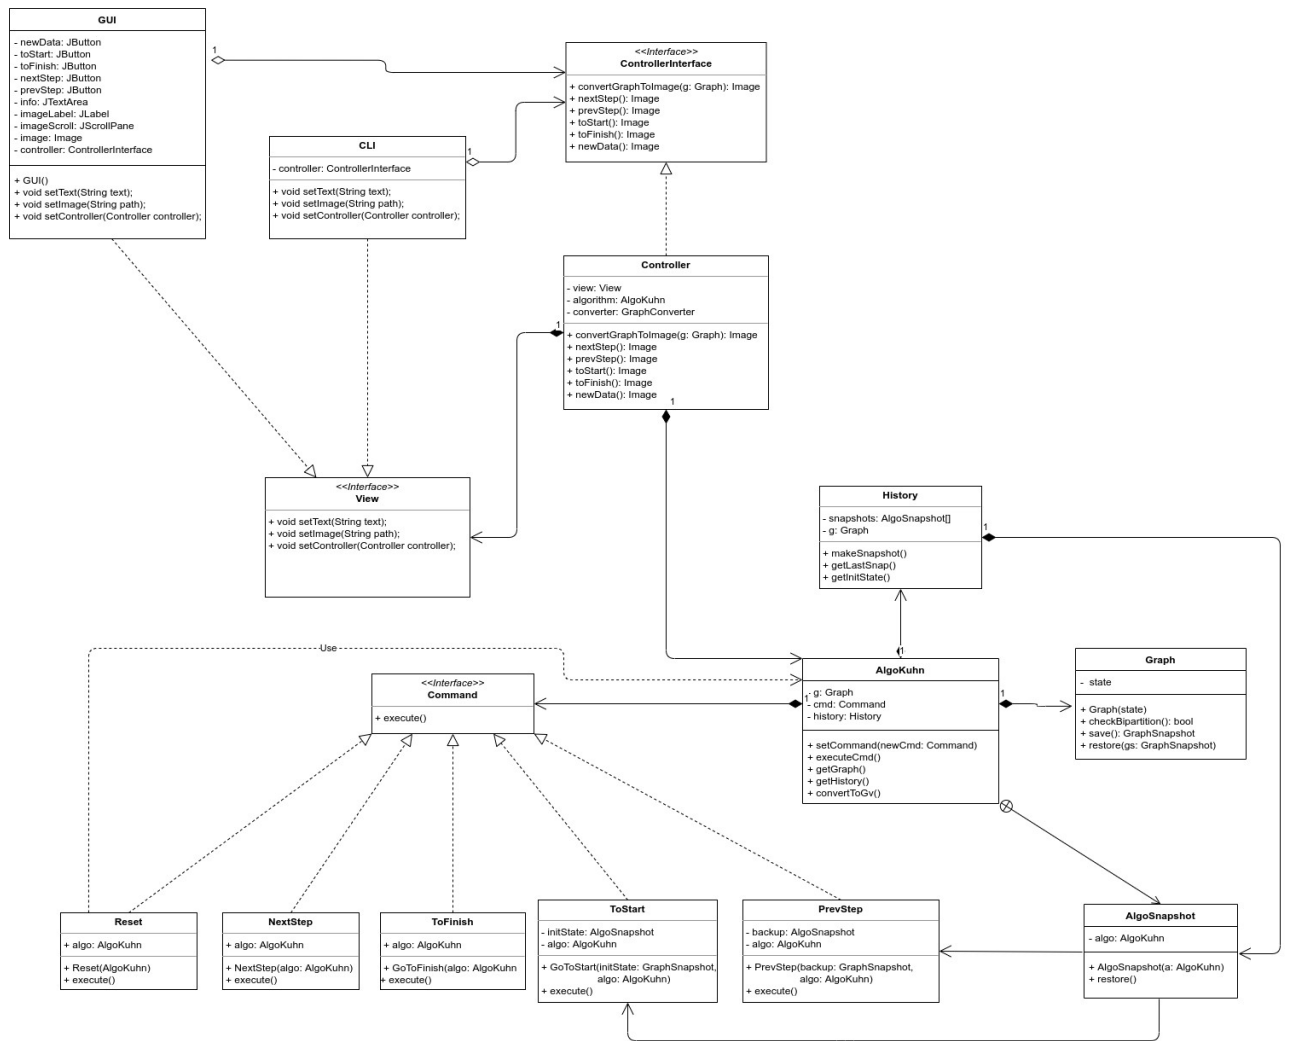 GUI
- newData: JButton
- toStart: JButton
- toFinish: JButton
- nextStep: JButton
- prevStep: JButton
- info: JTextArea
- imageLabel: JLabel
- imageScroll: JScrollPane
- image: Image
- controller: ControllerInterface
+ GUI()
+ void setText(String text);
+ void setImage(String path);
+ void setController(Controller controller);
1
<<Interface>>
ControllerInterface
+ convertGraphToImage(g: Graph): Image
+ nextStep(): Image
+ prevStep(): Image
+ toStart(): Image
+ toFinish(): Image
+ newData(): Image
CLI
- controller: ControllerInterface
+ void setText(String text);
+ void setImage(String path);
+ void setController(Controller controller);
1
Controller
- view: View
- algorithm: AlgoKuhn
- converter: GraphConverter
+ convertGraphToImage(g: Graph): Image
+ nextStep(): Image
+ prevStep(): Image
+ toStart(): Image
+ toFinish(): Image
+ newData(): Image
1
1
<<Interface>>
View
+ void setText(String text);
+ void setImage(String path);
+ void setController(Controller controller);
History
- snapshots: AlgoSnapshot[]
- g: Graph
+ makeSnapshot()
+ getLastSnap()
+ getInitState()
1
Use
<<Interface>>
Command
+ execute()
1
AlgoKuhn
- g: Graph
- cmd: Command
- history: History
+ setCommand(newCmd: Command)
+ executeCmd()
+ getGraph()
+ getHistory()
+ convertToGv()
1
1
Graph
- state
+ Graph(state)
+ checkBipartition(): bool
+ save(): GraphSnapshot
+ restore(gs: GraphSnapshot)
Reset
+ algo: AlgoKuhn
+ Reset(AlgoKuhn)
+ execute()
NextStep
+ algo: AlgoKuhn
+ NextStep(algo: AlgoKuhn)
+ execute()
ToFinish
+ algo: AlgoKuhn
+ GoToFinish(algo: AlgoKuhn
+ execute()
ToStart
- initState: AlgoSnapshot
- algo: AlgoKuhn
+ GoToStart(initState: GraphSnapshot,
algo: AlgoKuhn)
+ execute()
PrevStep
- backup: AlgoSnapshot
- algo: AlgoKuhn
+ PrevStep(backup: GraphSnapshot,
algo: AlgoKuhn)
+ execute()
AlgoSnapshot
- algo: AlgoKuhn
+ AlgoSnapshot(a: AlgoKuhn)
+ restore()